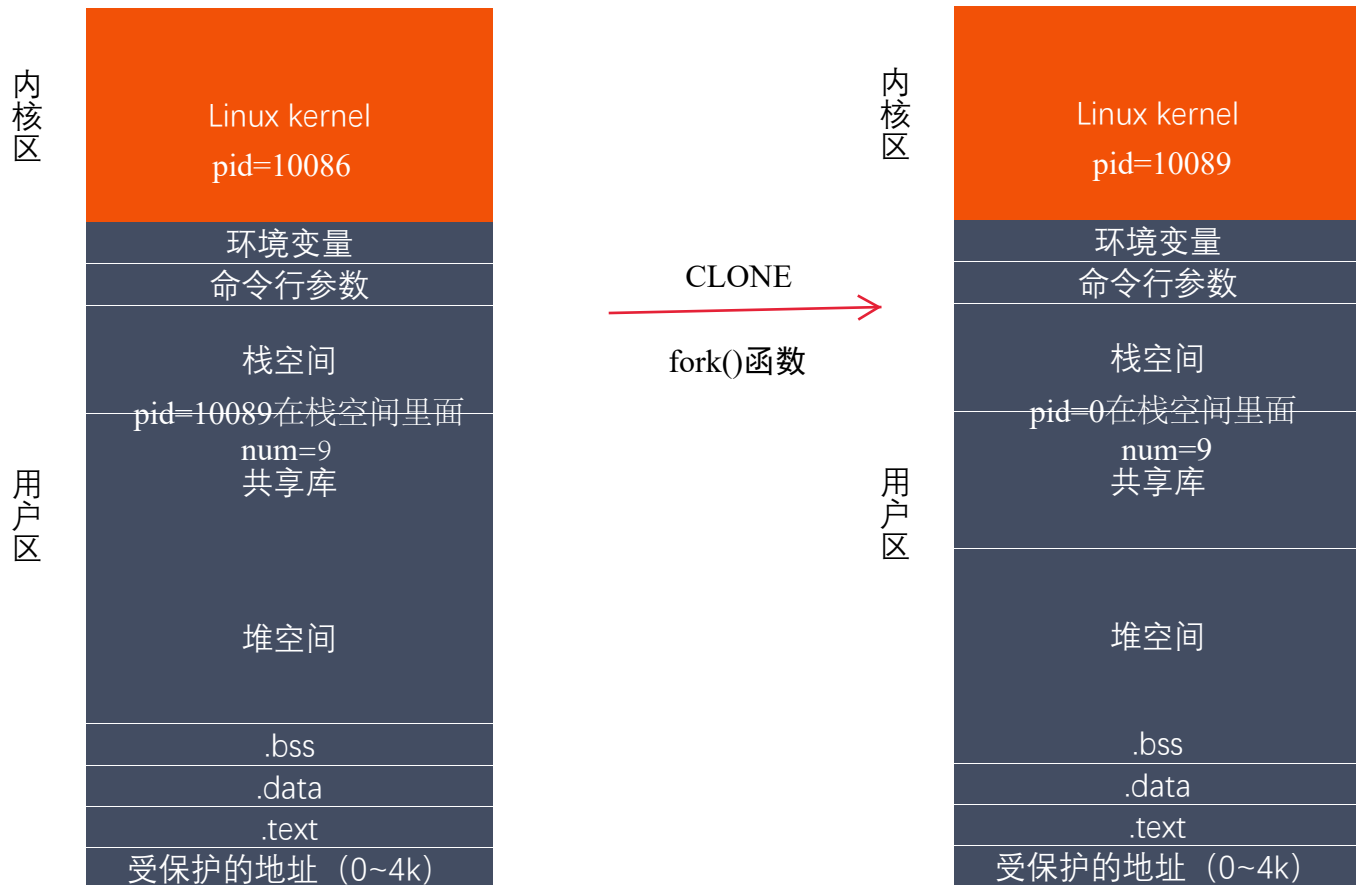 内核区
Linux kernel
pid=10086
环境变量
命令行参数
栈空间
pid=10089在栈空间里面
num=9
共享库
用户区
堆空间
.bss
.data
.text
受保护的地址（0~4k）
CLONE
fork()函数
内核区
Linux kernel
pid=10089
环境变量
命令行参数
栈空间
pid=0在栈空间里面
num=9
共享库
用户区
堆空间
.bss
.data
.text
受保护的地址（0~4k）